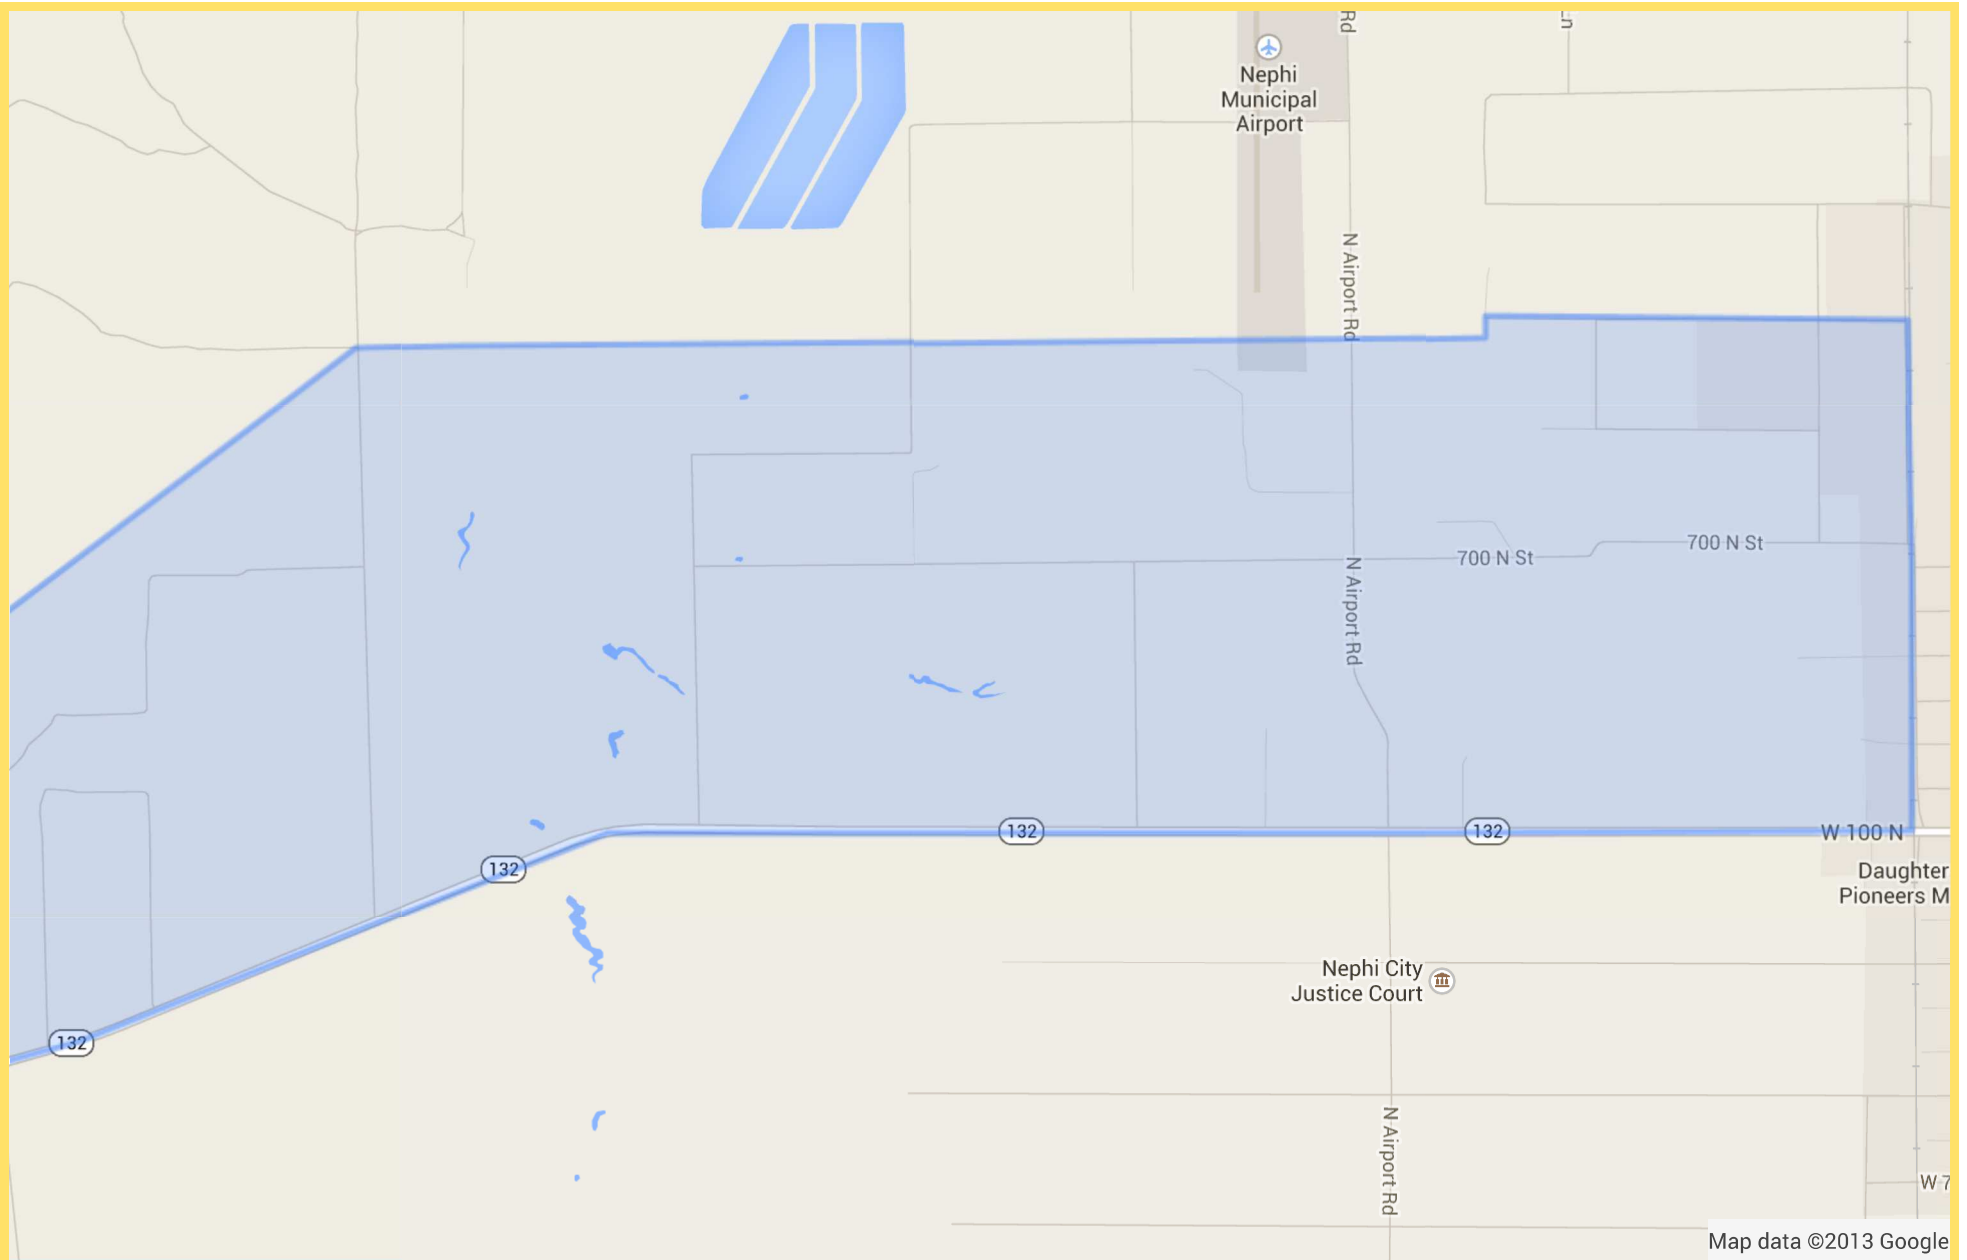 Rd
Ln
Nephi
Municipal
Airport
N Airport Rd
700 N St
700 N St
N Airport Rd
132
132
W 100 N
132
Daughter
Pioneers M
Nephi City
Justice Court
132
N Airport Rd
W 7
Map data ©2013 Google